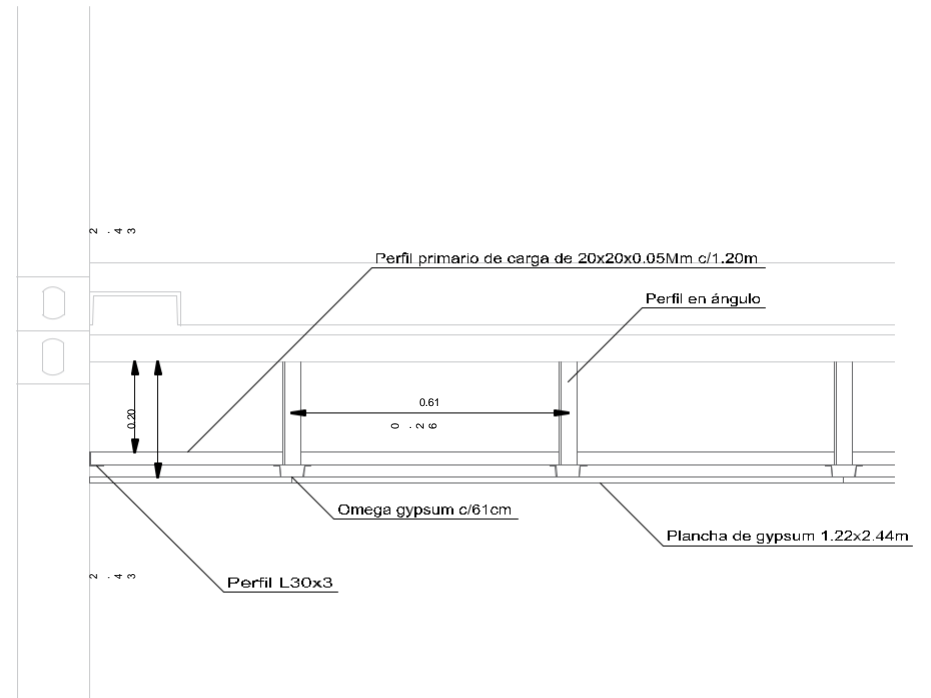 2.43
Perfil primario de carga de 20x20x0.05Mm c/1.20m
Perfil en ángulo
0.61
0.20
0.26
Omega gypsum c/61cm
Plancha de gypsum 1.22x2.44m
2.43
Perfil L30x3